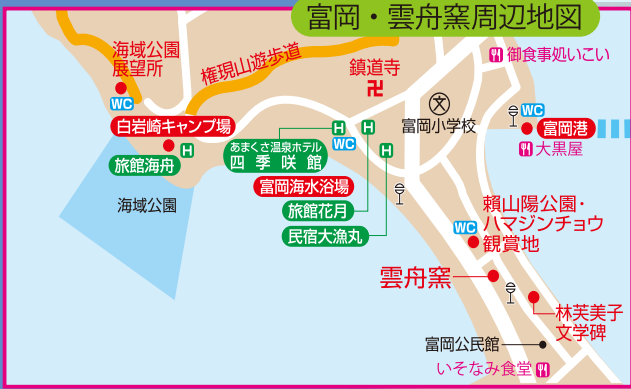 富岡・雲舟窯周辺地図
海域公園
展望所
権現山遊歩道
鎮道寺
卍
御食事処いこい
WC
文
富岡小学校
WC
富岡港
大黒屋
白岩崎キャンプ場
H
旅館海舟
あまくさ温泉ホテル
四季咲館
H
H
WC
H
富岡海水浴場
旅館花月
民宿大漁丸
海域公園
頼山陽公園・
ハマジンチョウ
観賞地
WC
雲舟窯
林芙美子
文学碑
富岡公民館
いそなみ食堂